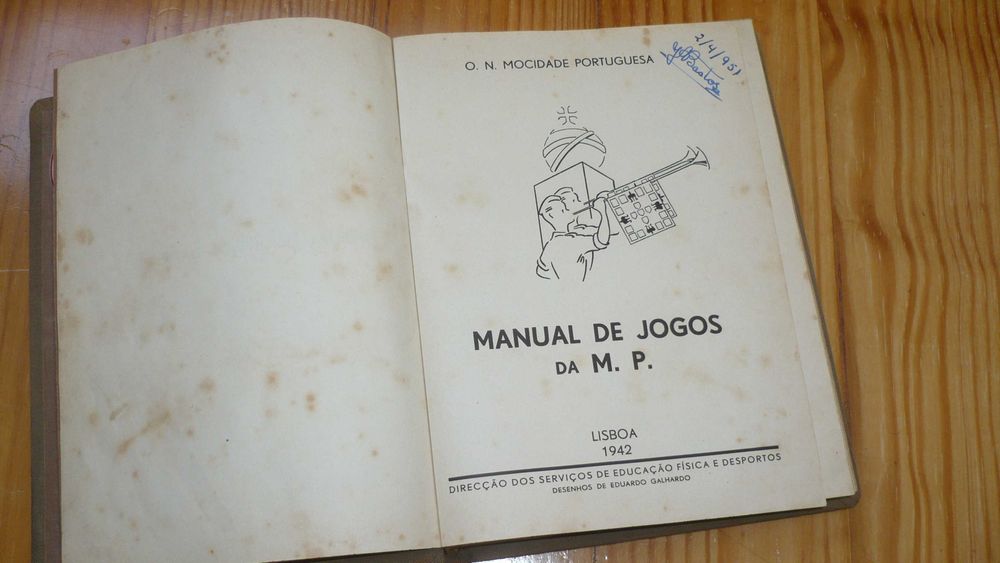 O. N. MOCIDADE PORTUGUESA
2/4/951
MANUAL DE JOGOS
DA M. P.
LISBOA
1942
DIRECÇÃO DOS SERVIÇOS DE EDUCAÇÃO FÍSICA E DESPORTOS
DESENHOS DE EDUARDO GALHARDO